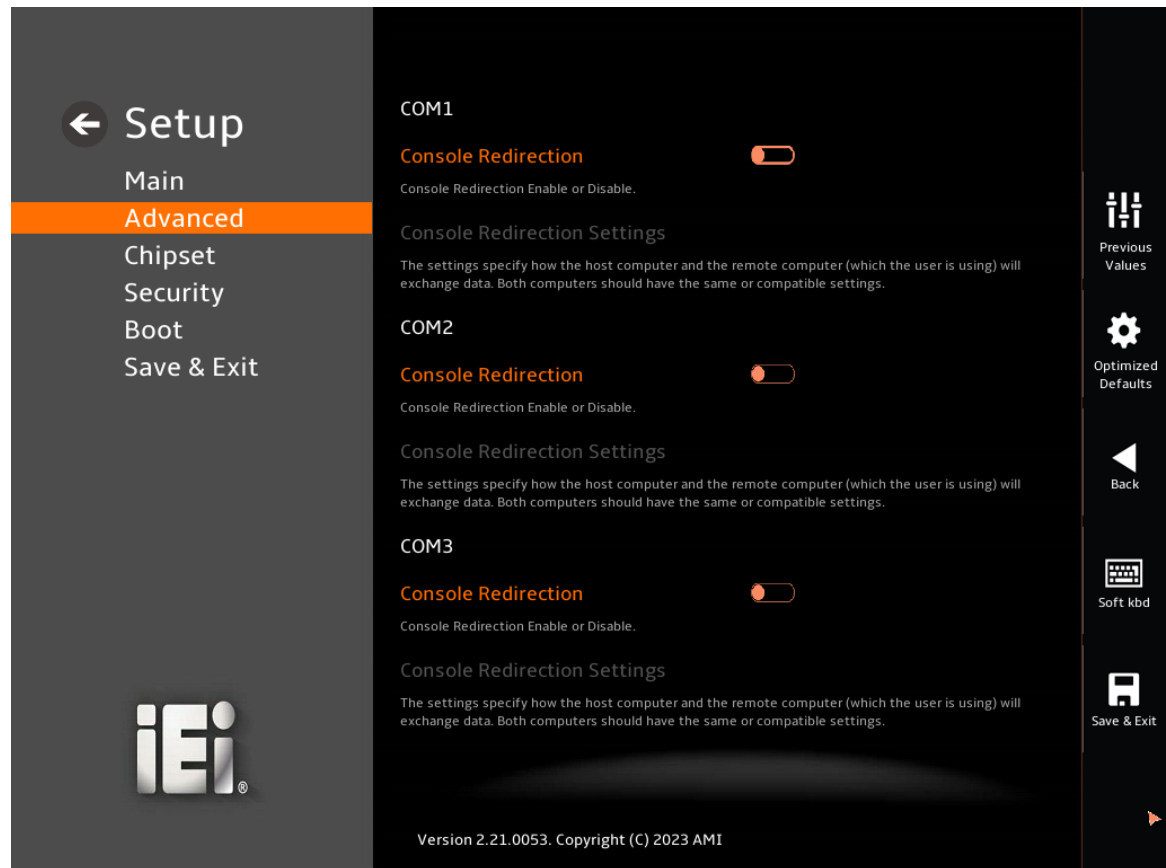 Setup
Main
Advanced
Chipset
Security
Boot
Save & Exit
iEi®
COM1
Console Redirection
Console Redirection Enable or Disable.
Console Redirection Settings
The settings specify how the host computer and the remote computer (which the user is using) will
exchange data. Both computers should have the same or compatible settings.
COM2
Console Redirection
Console Redirection Enable or Disable.
Console Redirection Settings
The settings specify how the host computer and the remote computer (which the user is using) will
exchange data. Both computers should have the same or compatible settings.
COM3
Console Redirection
Console Redirection Enable or Disable.
Console Redirection Settings
The settings specify how the host computer and the remote computer (which the user is using) will
exchange data. Both computers should have the same or compatible settings.
Version 2.21.0053. Copyright (C) 2023 AMI
Previous
Values
Optimized
Defaults
Back
Soft kbd
Save & Exit